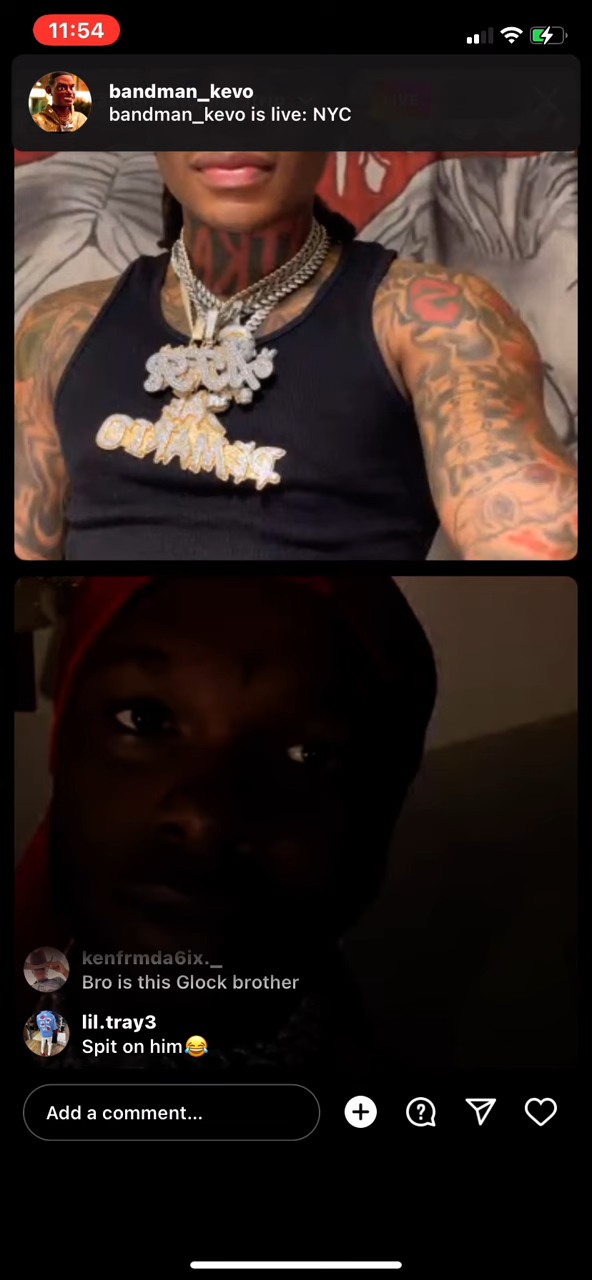 11:54
bandman_kevo
bandman_kevo is live: NYC
LIVE
kenfrmda6ix._
Bro is this Glock brother
lil.tray3
Spit on him😂
Add a comment...